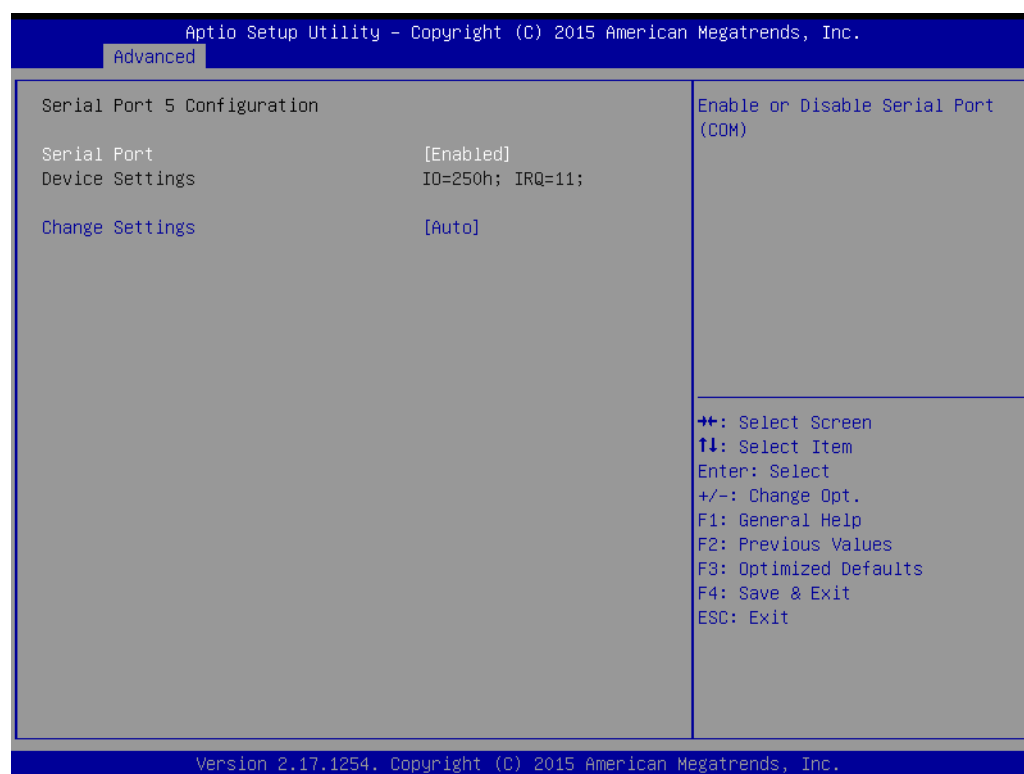 Aptio Setup Utility – Copyright (C) 2015 American Megatrends, Inc.
Advanced
Serial Port 5 Configuration
Serial Port [Enabled]
Device Settings IO=250h; IRQ=11;
Change Settings [Auto]
Enable or Disable Serial Port
(COM)
→←: Select Screen
↑↓: Select Item
Enter: Select
+/-: Change Opt.
F1: General Help
F2: Previous Values
F3: Optimized Defaults
F4: Save & Exit
ESC: Exit
Version 2.17.1254. Copyright (C) 2015 American Megatrends, Inc.